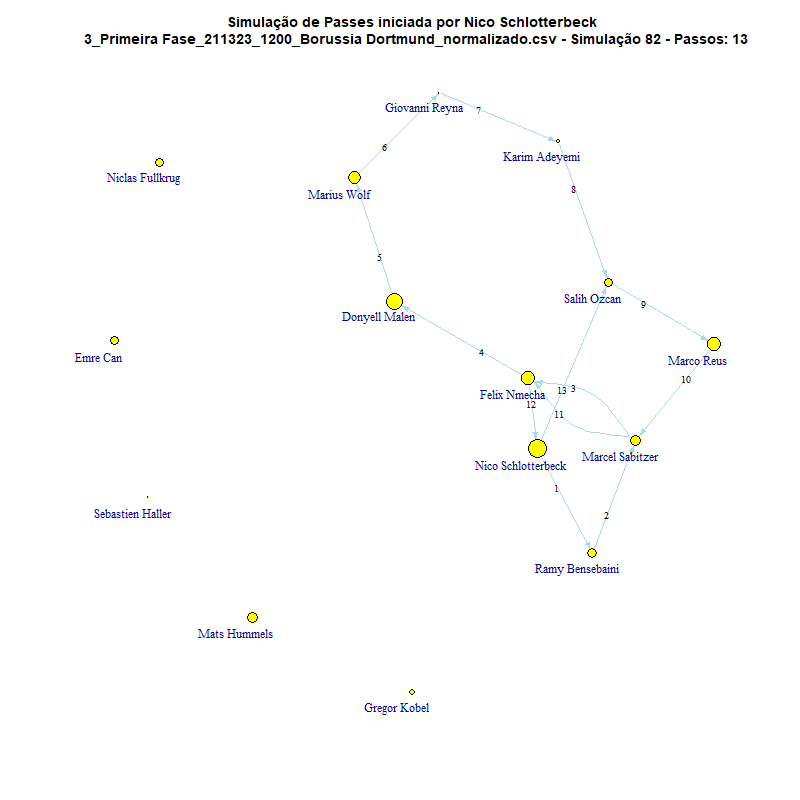 Simulação de Passes iniciada por Nico Schlotterbeck
3_Primeira Fase_211323_1200_Borussia Dortmund_normalizado.csv - Simulação 82 - Passos: 13
Giovanni Reyna
7
6
Karim Adeyemi
Niclas Fullkrug
8
Marius Wolf
5
Salih Ozcan
9
Donyell Malen
Emre Can
4
Marco Reus
10
Felix Nmecha
13
3
12
11
Nico Schlotterbeck
Marcel Sabitzer
1
Sebastien Haller
2
Ramy Bensebaini
Mats Hummels
Gregor Kobel